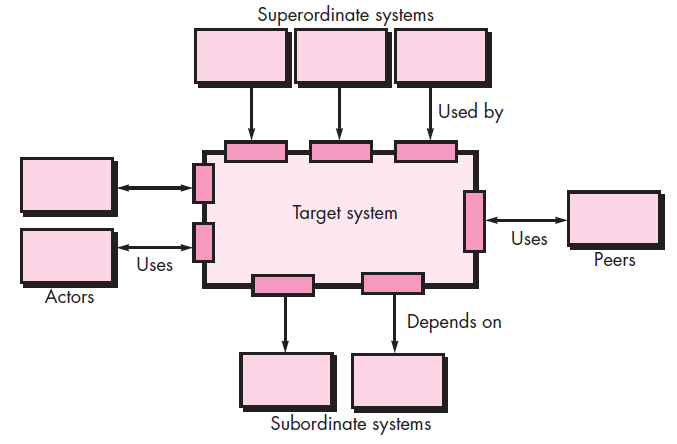 Superordinate systems
Used by
Target system
Uses
Peers
Uses
Actors
Depends on
Subordinate systems